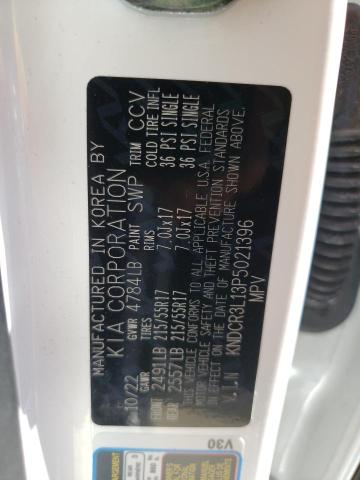 MANUFACTURED IN KOREA BY
KIA CORPORATION
10/22 GVWR 4784LB PAINT SWP TRIM CCV
GAWR TIRES RIMS COLD TIRE INFL
FRONT 2491LB 215/55R17 7.0Jx17 36 PSI SINGLE
REAR 2557LB 215/55R17 7.0Jx17 36 PSI SINGLE
THIS VEHICLE CONFORMS TO ALL APPLICABLE U.S.A. FEDERAL
MOTOR VEHICLE SAFETY AND THEFT PREVENTION STANDARDS
IN EFFECT ON THE DATE OF MANUFACTURE SHOWN ABOVE.
V.I.N KNDCR3L13P5021396
MPV
V30